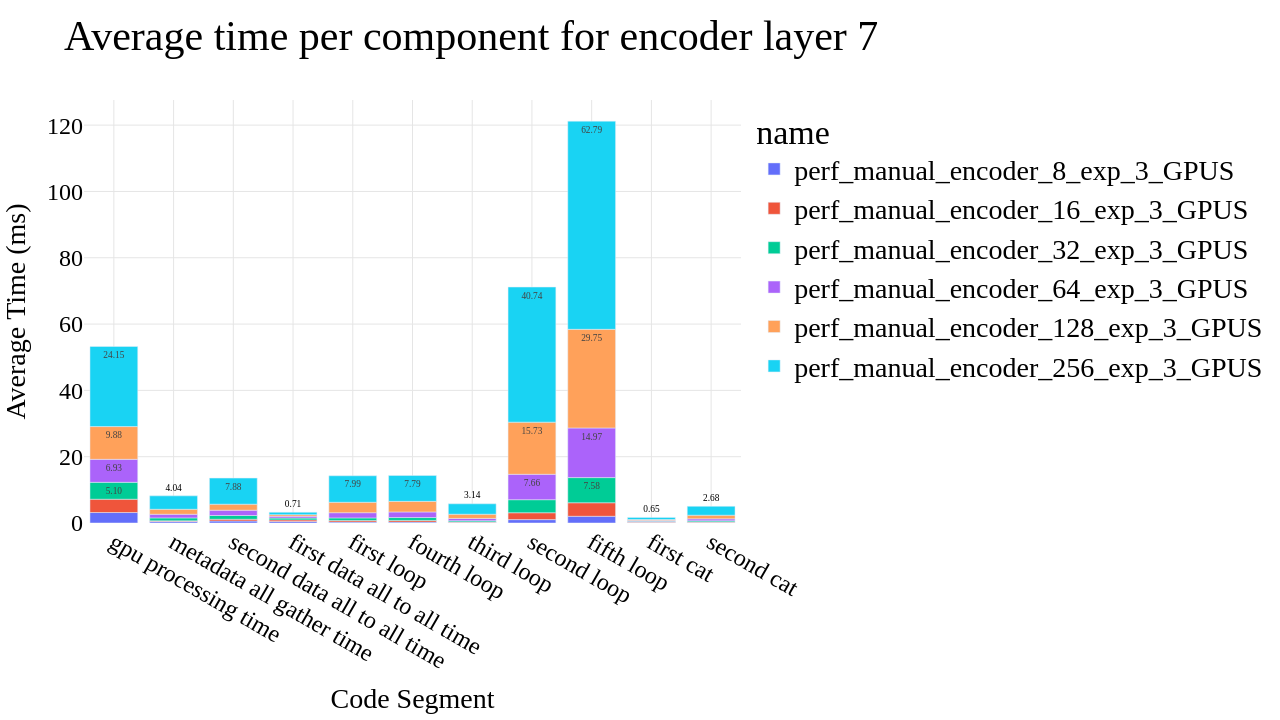 Average time per component for encoder layer 7
120
100
80
60
40
20
0
Average Time (ms)
24.15
9.88
6.93
5.10
4.04
7.88
0.71
7.99
7.79
3.14
40.74
15.73
7.66
62.79
29.75
14.97
7.58
0.65
2.68
gpu processing time
metadata all gather time
second data all to all time
first data all to all time
first loop
fourth loop
third loop
second loop
fifth loop
first cat
second cat
Code Segment
name
perf_manual_encoder_8_exp_3_GPUS
perf_manual_encoder_16_exp_3_GPUS
perf_manual_encoder_32_exp_3_GPUS
perf_manual_encoder_64_exp_3_GPUS
perf_manual_encoder_128_exp_3_GPUS
perf_manual_encoder_256_exp_3_GPUS